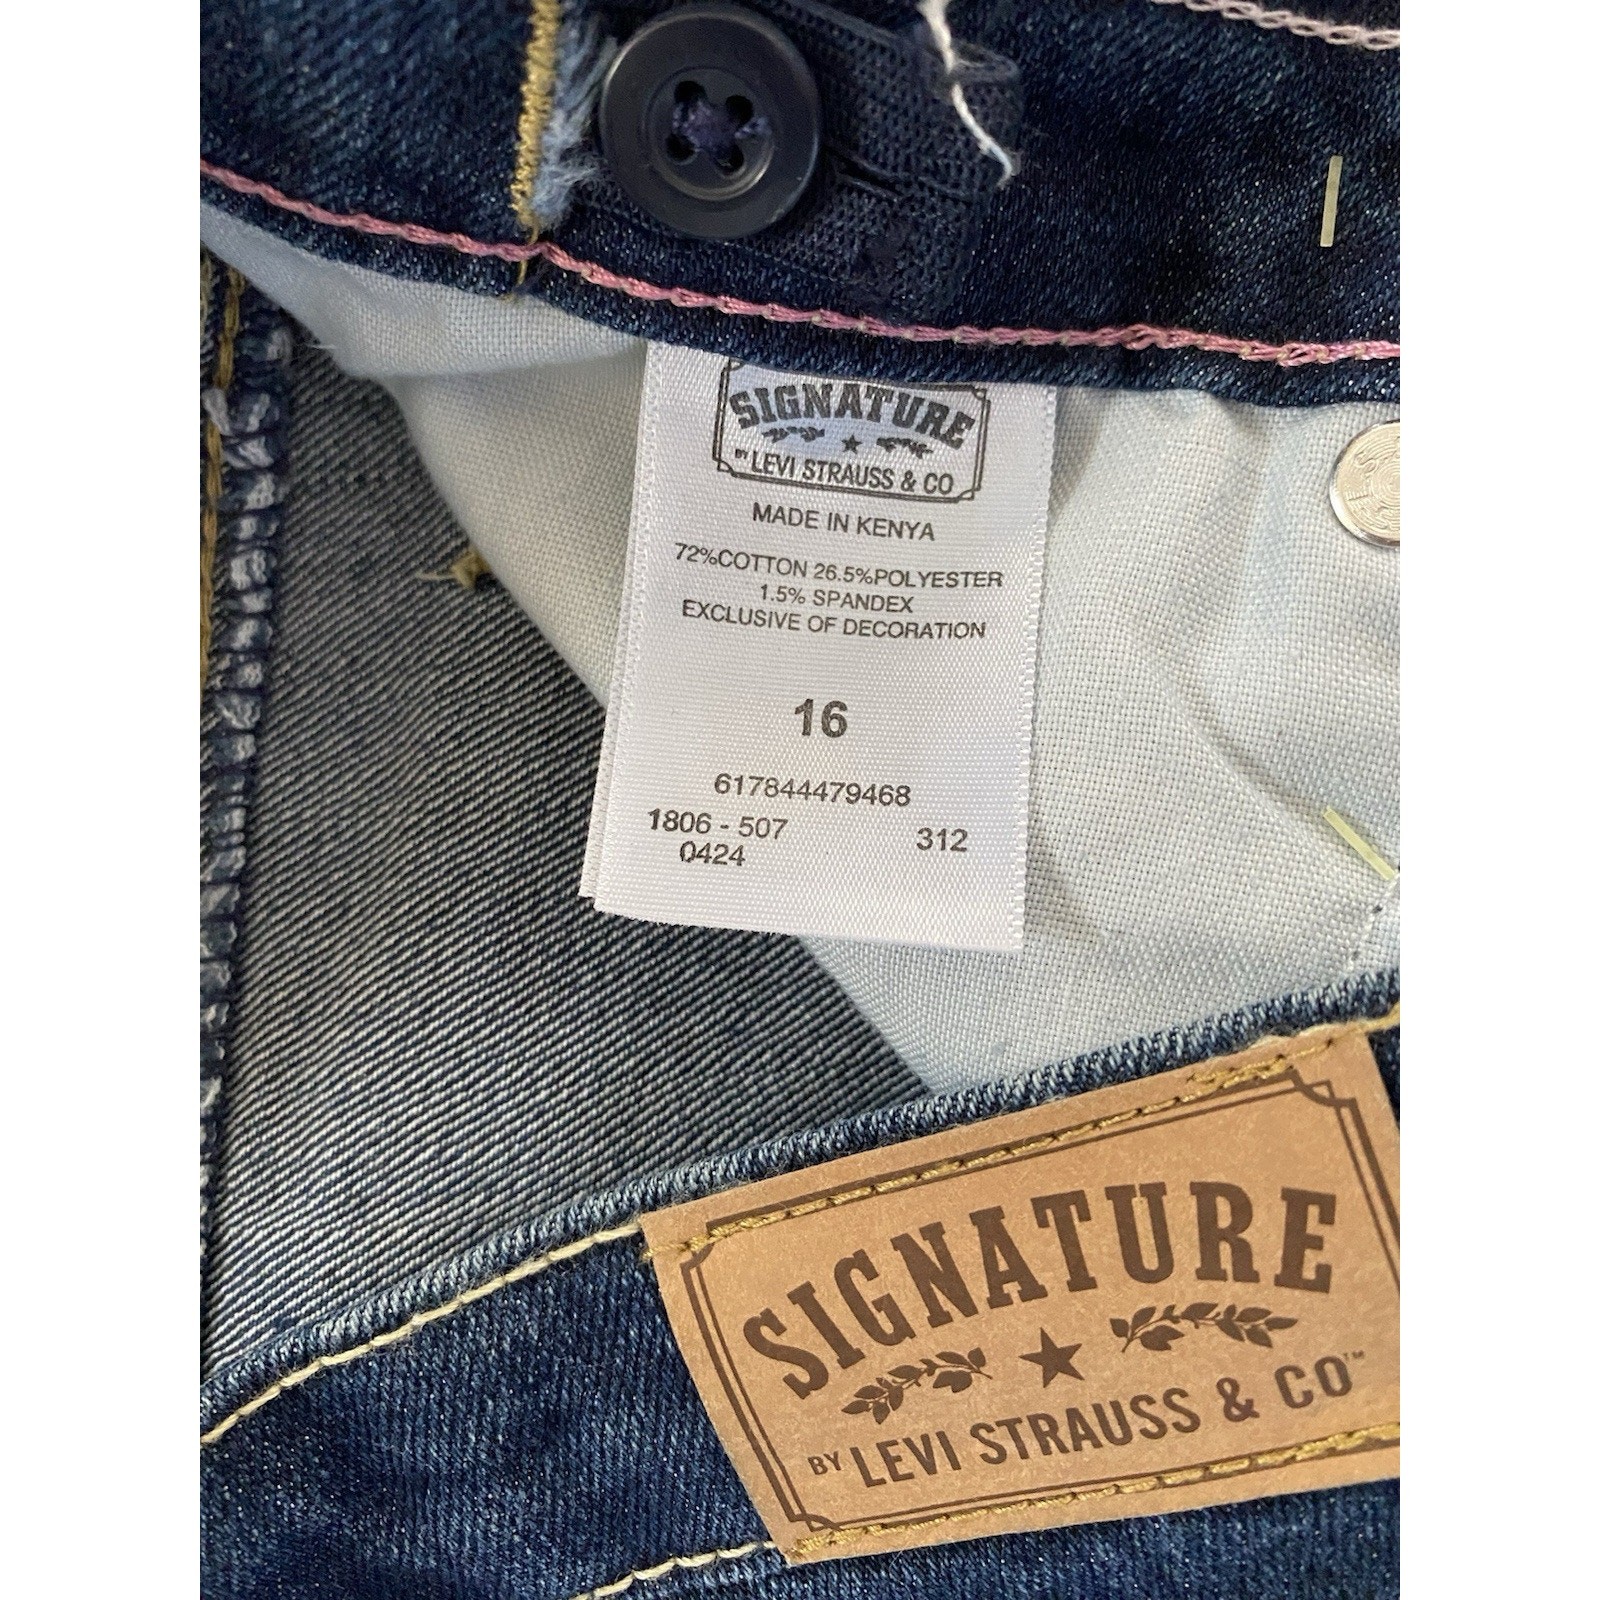 SIGNATURE
BY LEVI STRAUSS & CO
MADE IN KENYA
72%COTTON 26.5%POLYESTER
1.5% SPANDEX
EXCLUSIVE OF DECORATION
16
617844479468
1806 - 507 312
0424
SIGNATURE
BY LEVI STRAUSS & CO™